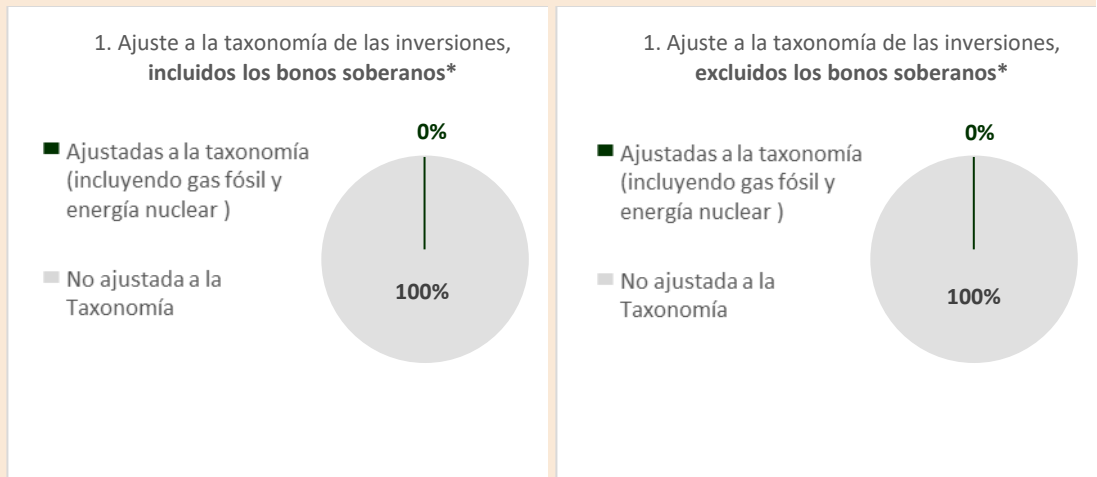 1. Ajuste a la taxonomía de las inversiones,
incluidos los bonos soberanos*
0%
Ajustadas a la taxonomía
(incluyendo gas fósil y
energía nuclear )
No ajustada a la
Taxonomía
100%
1. Ajuste a la taxonomía de las inversiones,
excluidos los bonos soberanos*
0%
Ajustadas a la taxonomía
(incluyendo gas fósil y
energía nuclear )
No ajustada a la
Taxonomía
100%